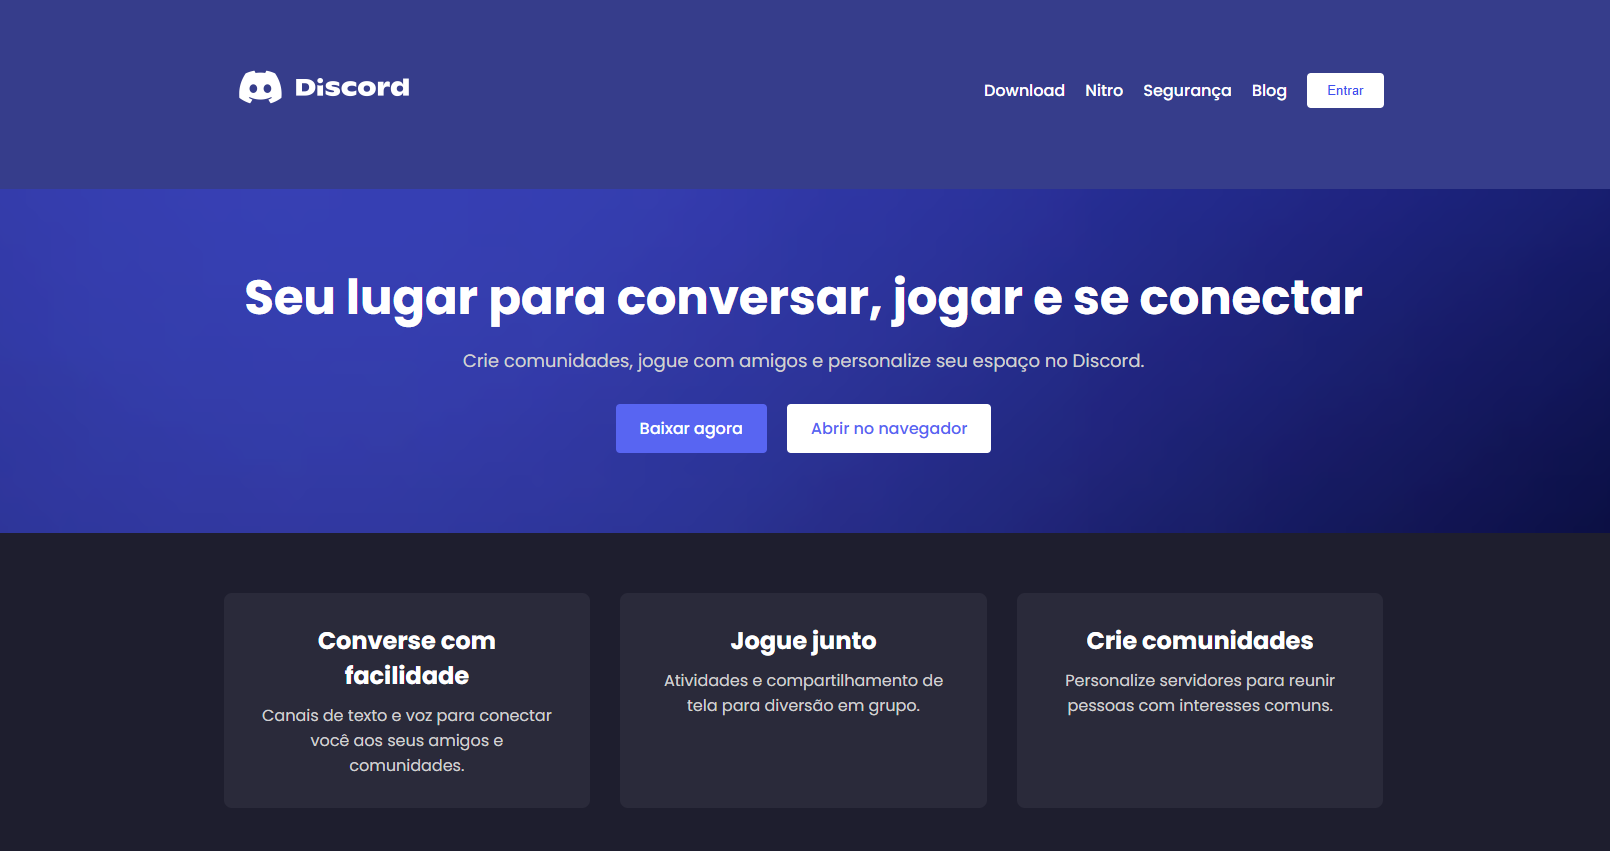 Discord
Download Nitro Segurança Blog Entrar
Seu lugar para conversar, jogar e se conectar
Crie comunidades, jogue com amigos e personalize seu espaço no Discord.
Baixar agora Abrir no navegador
Converse com
facilidade
Canais de texto e voz para conectar
você aos seus amigos e
comunidades.
Jogue junto
Atividades e compartilhamento de
tela para diversão em grupo.
Crie comunidades
Personalize servidores para reunir
pessoas com interesses comuns.